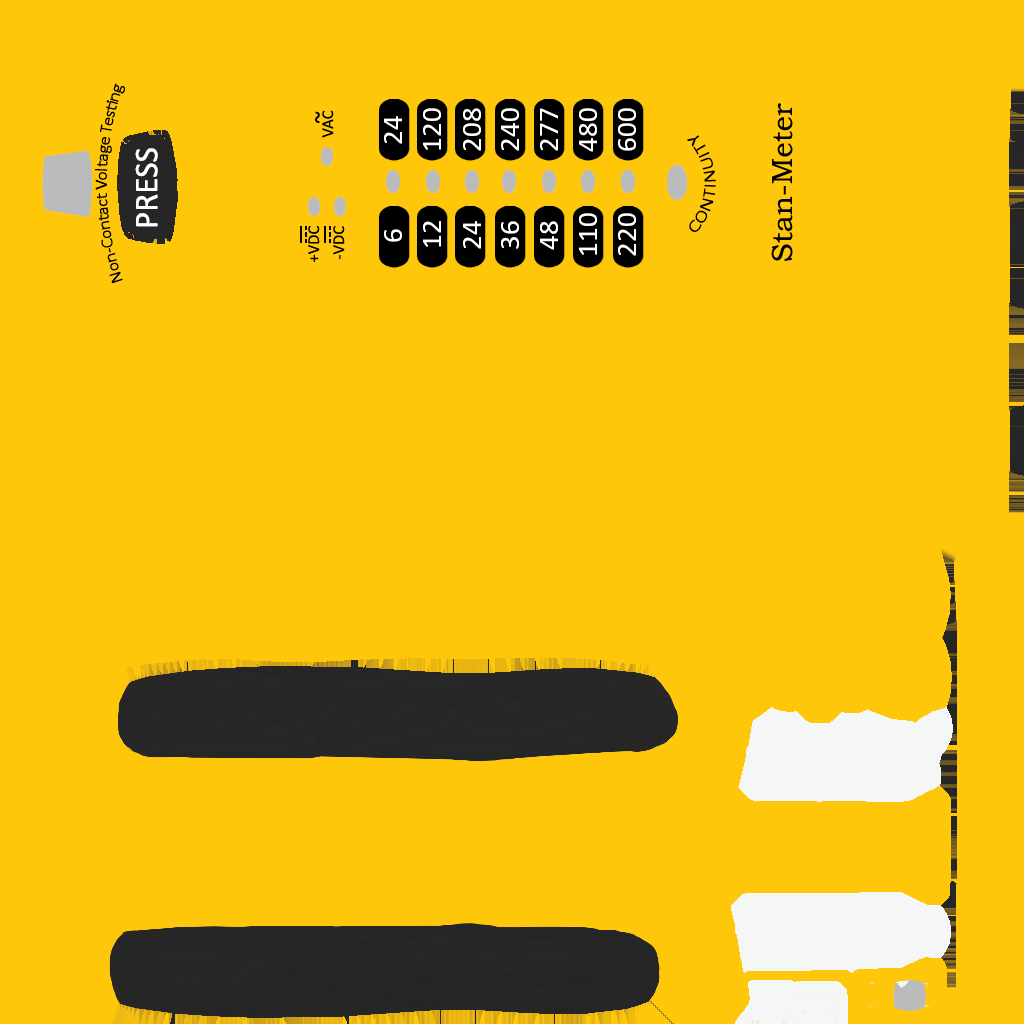 Non-Contact Voltage Testing
PRESS
VAC
~
+VDC
-VDC
24 120 208 240 277 480 600
6 12 24 36 48 110 220
CONTINUITY
Stan-Meter